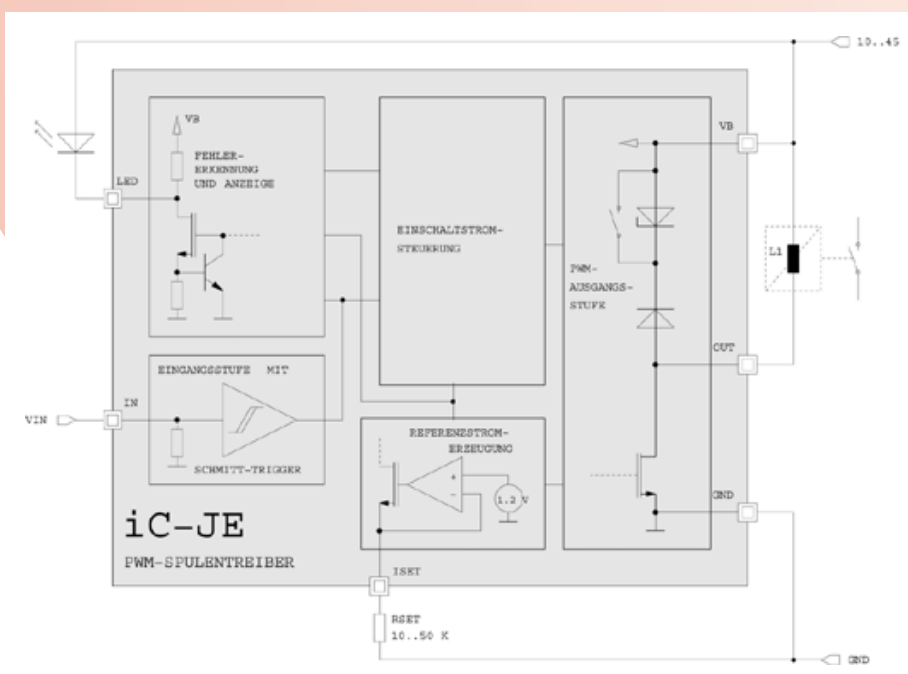 10..45
VB
VB
FEHLER-
ERKENNUNG
UND ANZEIGE
LED
EINSCHALTSTROM-
STEUERUNG
L1
PWM-
AUSGANGS-
STUFE
OUT
EINGANGSSTUFE MIT
IN
VIN
SCHMITT-TRIGGER
REFERENZSTROM-
ERZEUGUNG
+
-
1.2 V
GND
iC-JE
PWM-SPULENTREIBER
ISET
RSET
10..50 K
GND